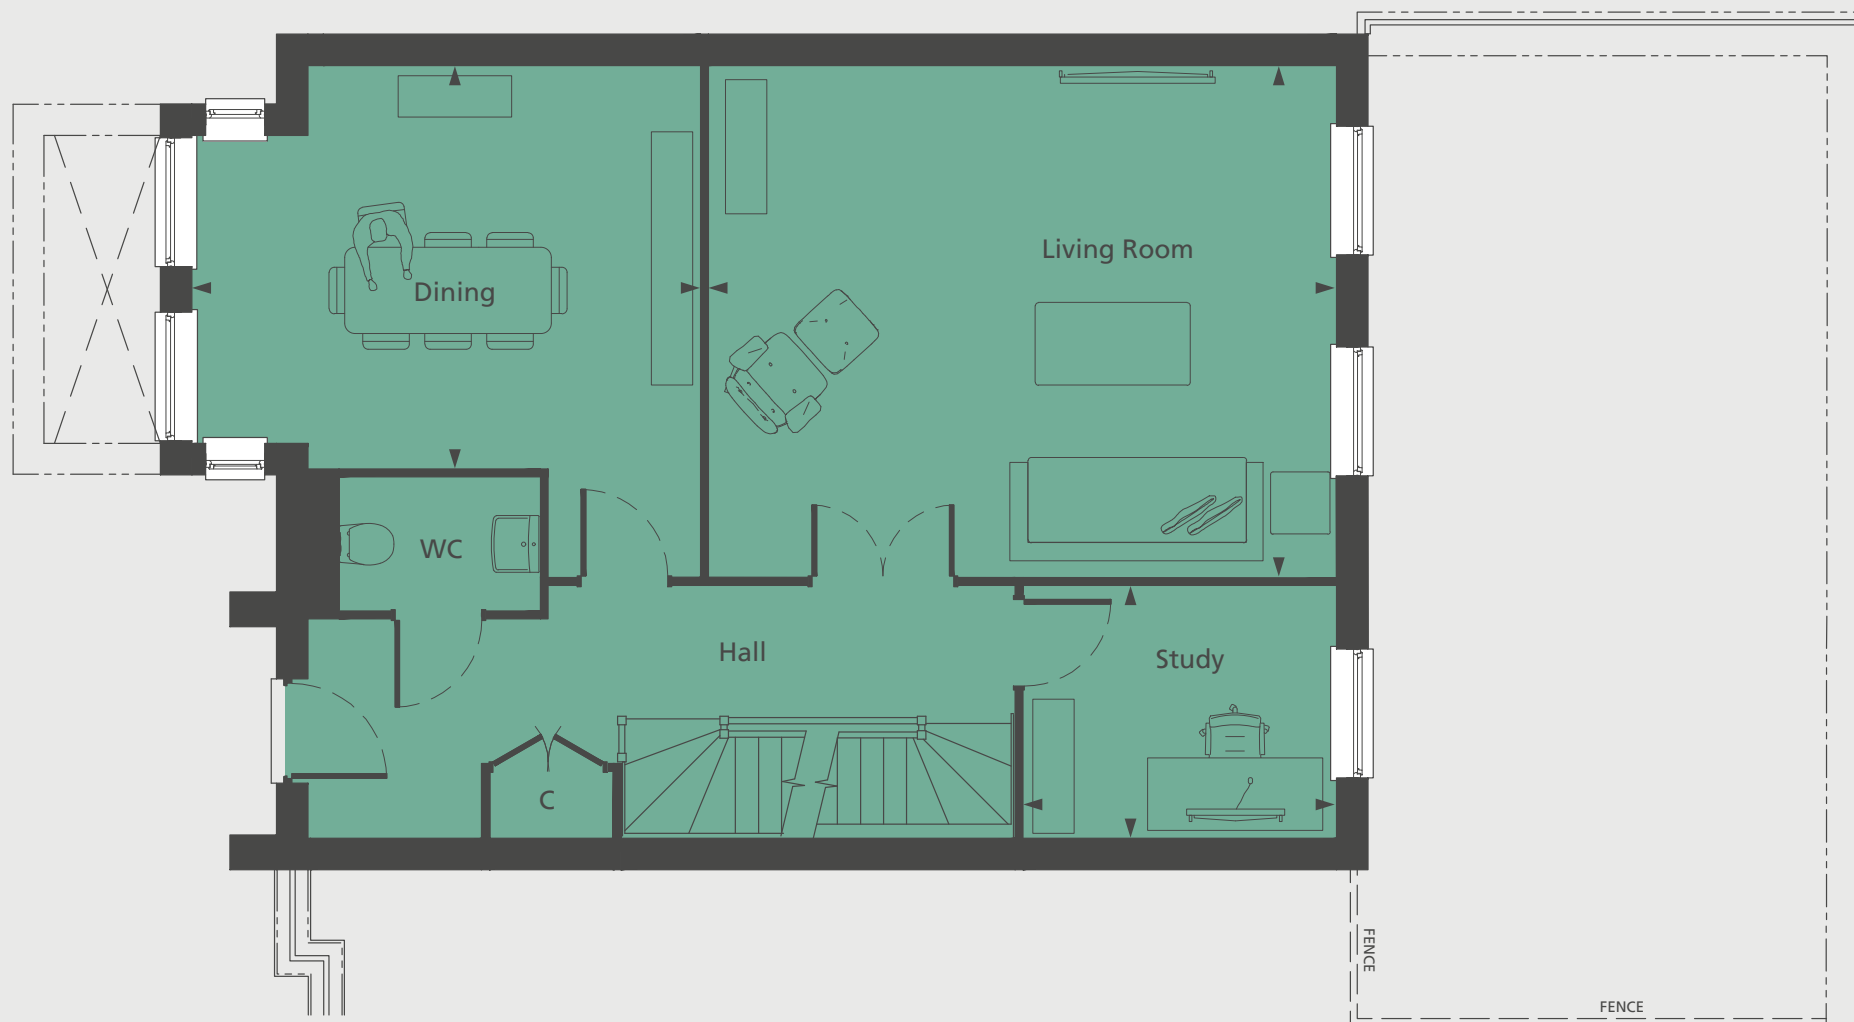 Living Room
Dining
WC
Hall
Study
C
FENCE
FENCE